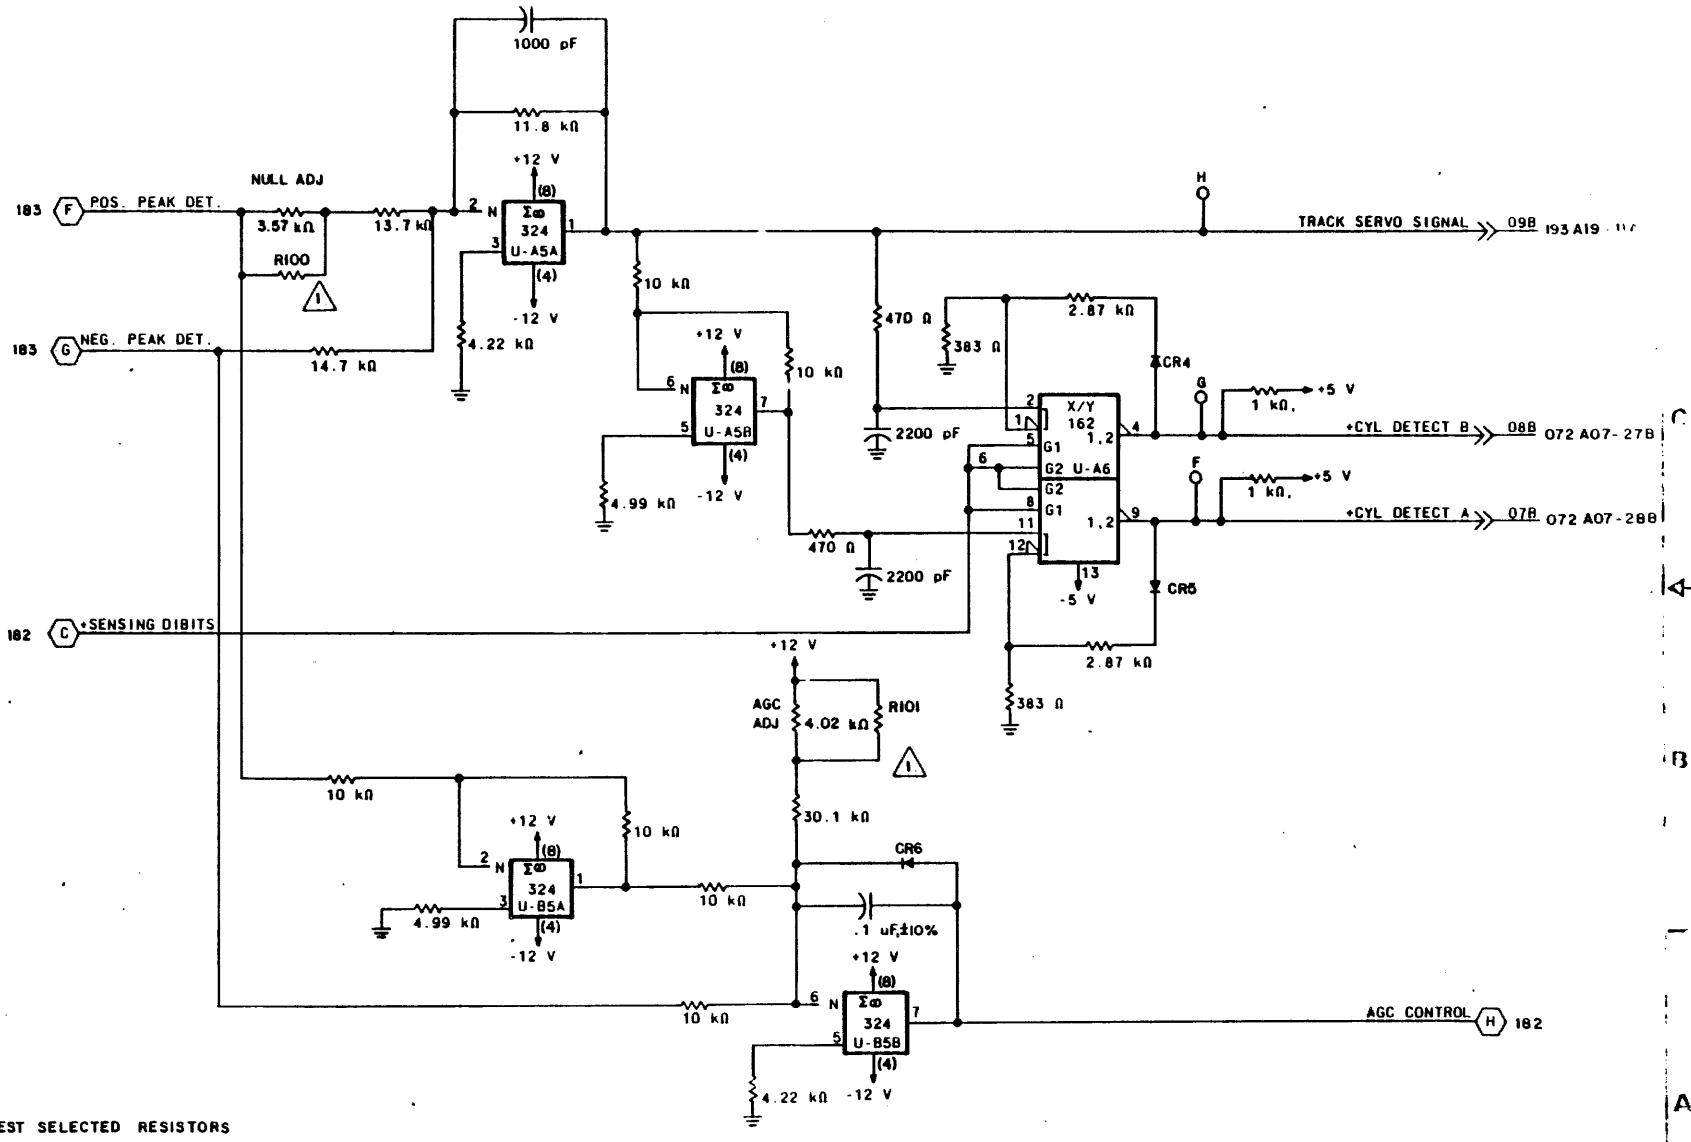 1000 pF
11.8 kΩ
+12 V
NULL ADJ
(8)
183 F POS. PEAK DET.
3.57 kΩ
13.7 kΩ
2 N Σ∞
324
U-A5A
1
3
(4)
-12 V
R100
1
4.22 kΩ
183 G NEG. PEAK DET.
14.7 kΩ
H
TRACK SERVO SIGNAL 09B 193 A19
10 kΩ
+12 V
(8)
10 kΩ
6 N Σ∞
324
U-A5B
7
5
(4)
-12 V
4.99 kΩ
470 Ω
383 Ω
2.87 kΩ
CR4
2200 pF
2
1
5
6
8
11
12
X/Y
162
1,2
4
G1
G2 U-A6
G2
G1
1,2
9
13
-5 V
G
1 kΩ,
+5 V
+CYL DETECT B 08B 072 A07-27B
F
1 kΩ,
+5 V
+CYL DETECT A 07B 072 A07-28B
C
470 Ω
2200 pF
CR5
2.87 kΩ
383 Ω
182 C +SENSING DIBITS
+12 V
AGC
ADJ
4.02 kΩ
R101
1
B
30.1 kΩ
10 kΩ
10 kΩ
+12 V
(8)
2 N Σ∞
324
U-B5A
1
3
(4)
-12 V
4.99 kΩ
10 kΩ
CR6
.1 uF,±10%
+12 V
(8)
10 kΩ
6 N Σ∞
324
U-B5B
7
5
(4)
-12 V
4.22 kΩ
AGC CONTROL H 182
A
EST SELECTED RESISTORS